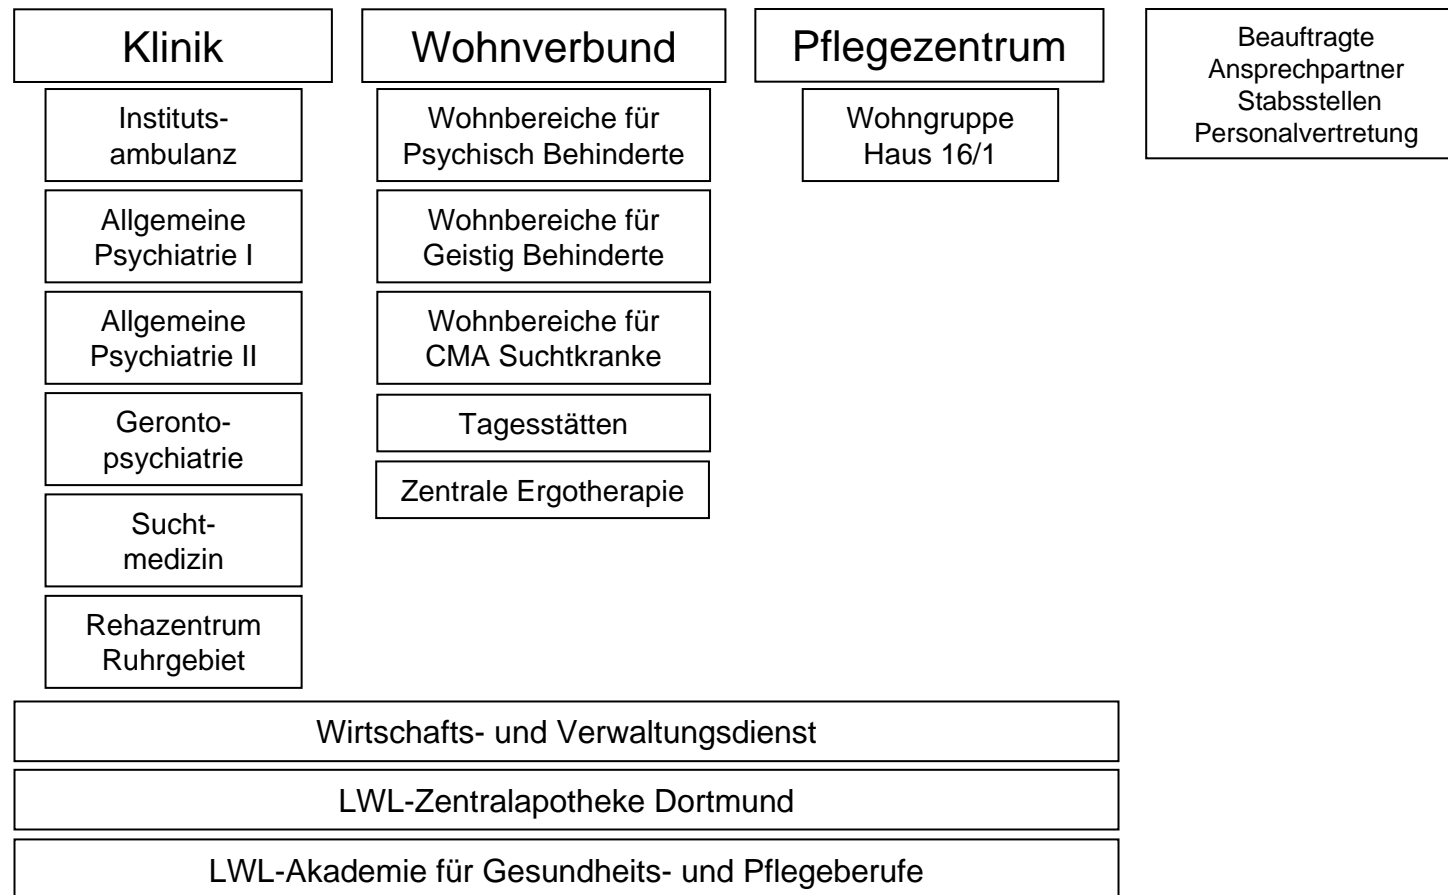 Klinik
Instituts-
ambulanz
Allgemeine
Psychiatrie I
Allgemeine
Psychiatrie II
Geronto-
psychiatrie
Sucht-
medizin
Rehazentrum
Ruhrgebiet
Wohnverbund
Wohnbereiche für
Psychisch Behinderte
Wohnbereiche für
Geistig Behinderte
Wohnbereiche für
CMA Suchtkranke
Tagesstätten
Zentrale Ergotherapie
Pflegezentrum
Wohngruppe
Haus 16/1
Beauftragte
Ansprechpartner
Stabsstellen
Personalvertretung
Wirtschafts- und Verwaltungsdienst
LWL-Zentralapotheke Dortmund
LWL-Akademie für Gesundheits- und Pflegeberufe